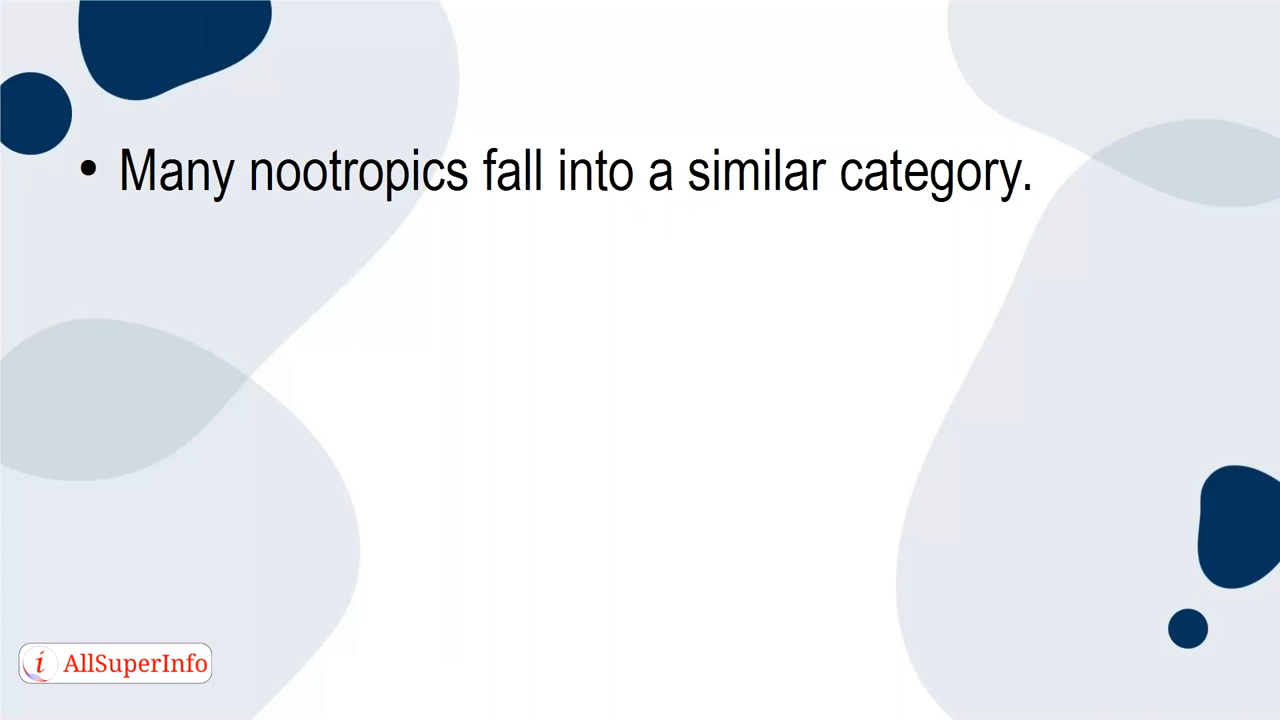 • Many nootropics fall into a similar category.
i AllSuperInfo